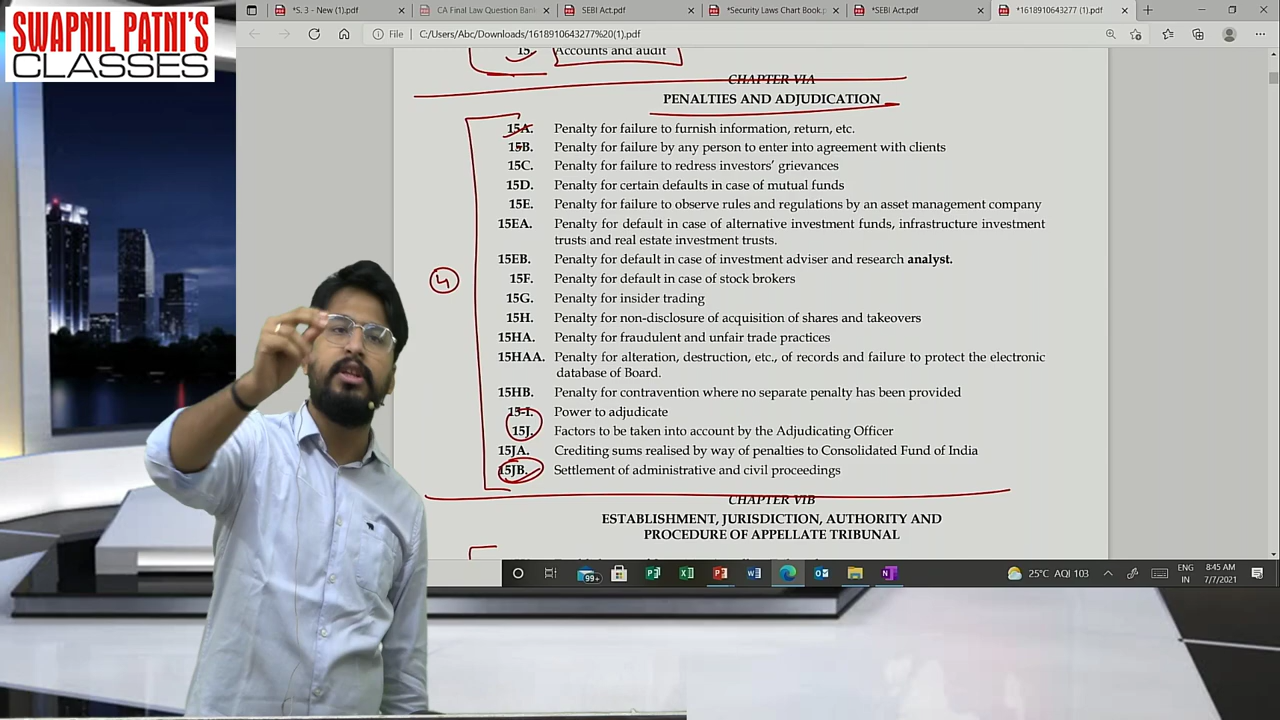 SWAPNIL PATNI'S
CLASSES
*S. 3 - New (1).pdf
CA Final Law Question Bank
SEBI Act.pdf
*Security Laws Chart Book.p
*SEBI Act.pdf
*1618910643277 (1).pdf
File
C:/Users/Abc/Downloads/1618910643277%20(1).pdf
15 Accounts and audit
CHAPTER VIA
PENALTIES AND ADJUDICATION
15A. Penalty for failure to furnish information, return, etc.
15B. Penalty for failure by any person to enter into agreement with clients
15C. Penalty for failure to redress investors' grievances
15D. Penalty for certain defaults in case of mutual funds
15E. Penalty for failure to observe rules and regulations by an asset management company
15EA. Penalty for default in case of alternative investment funds, infrastructure investment
trusts and real estate investment trusts.
15EB. Penalty for default in case of investment adviser and research analyst.
4
15F. Penalty for default in case of stock brokers
15G. Penalty for insider trading
15H. Penalty for non-disclosure of acquisition of shares and takeovers
15HA. Penalty for fraudulent and unfair trade practices
15HAA. Penalty for alteration, destruction, etc., of records and failure to protect the electronic
database of Board.
15HB. Penalty for contravention where no separate penalty has been provided
15-I. Power to adjudicate
15J. Factors to be taken into account by the Adjudicating Officer
15JA. Crediting sums realised by way of penalties to Consolidated Fund of India
15JB. Settlement of administrative and civil proceedings
CHAPTER VIB
ESTABLISHMENT, JURISDICTION, AUTHORITY AND
PROCEDURE OF APPELLATE TRIBUNAL
99+
25°C AQI 103
ENG
IN
8:45 AM
7/7/2021